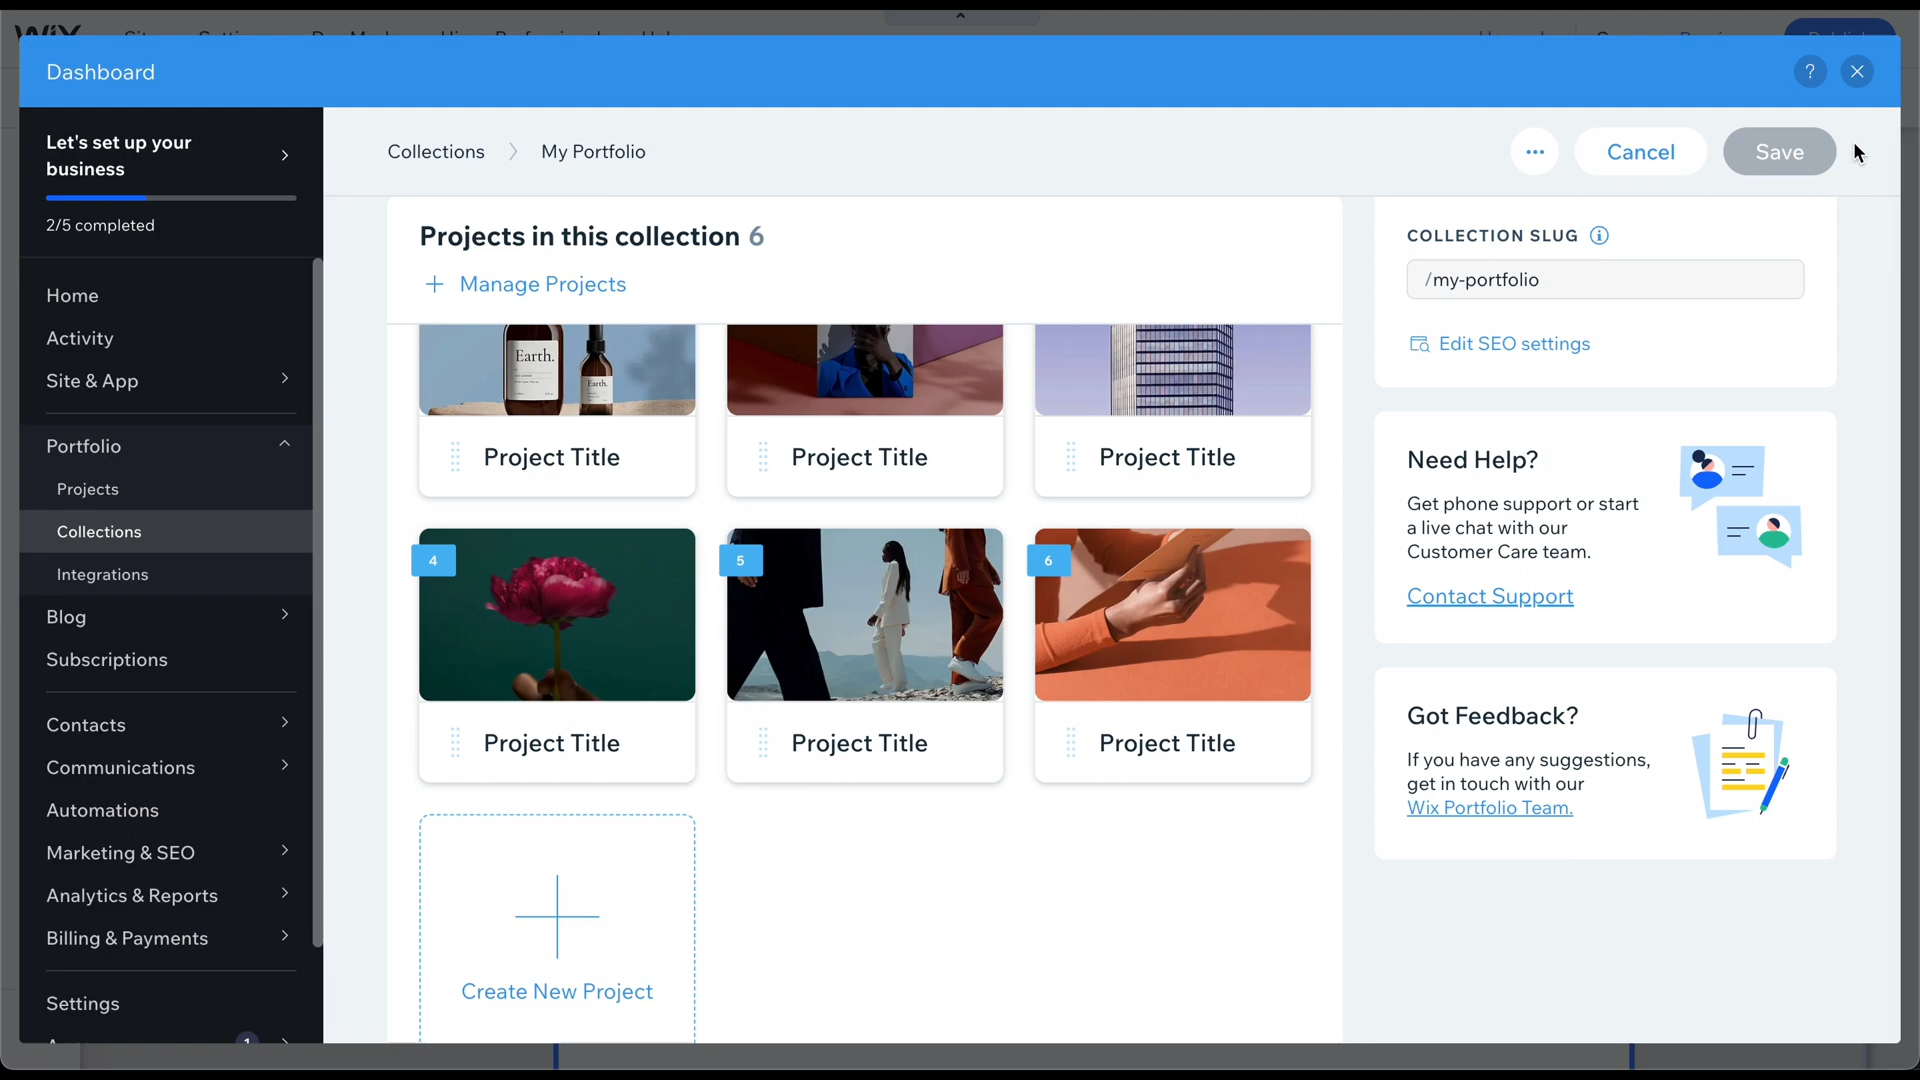 Dashboard
?
Let's set up your
business
2/5 completed
Home
Activity
Site & App
Portfolio
Projects
Collections
Integrations
Blog
Subscriptions
Contacts
Communications
Automations
Marketing & SEO
Analytics & Reports
Billing & Payments
Settings
1
Collections
My Portfolio
Cancel
Save
Projects in this collection 6
Manage Projects
Earth.
Earth.
Project Title
Project Title
Project Title
4
5
6
Project Title
Project Title
Project Title
Create New Project
COLLECTION SLUG
/my-portfolio
Edit SEO settings
Need Help?
Get phone support or start
a live chat with our
Customer Care team.
Contact Support
Got Feedback?
If you have any suggestions,
get in touch with our
Wix Portfolio Team.